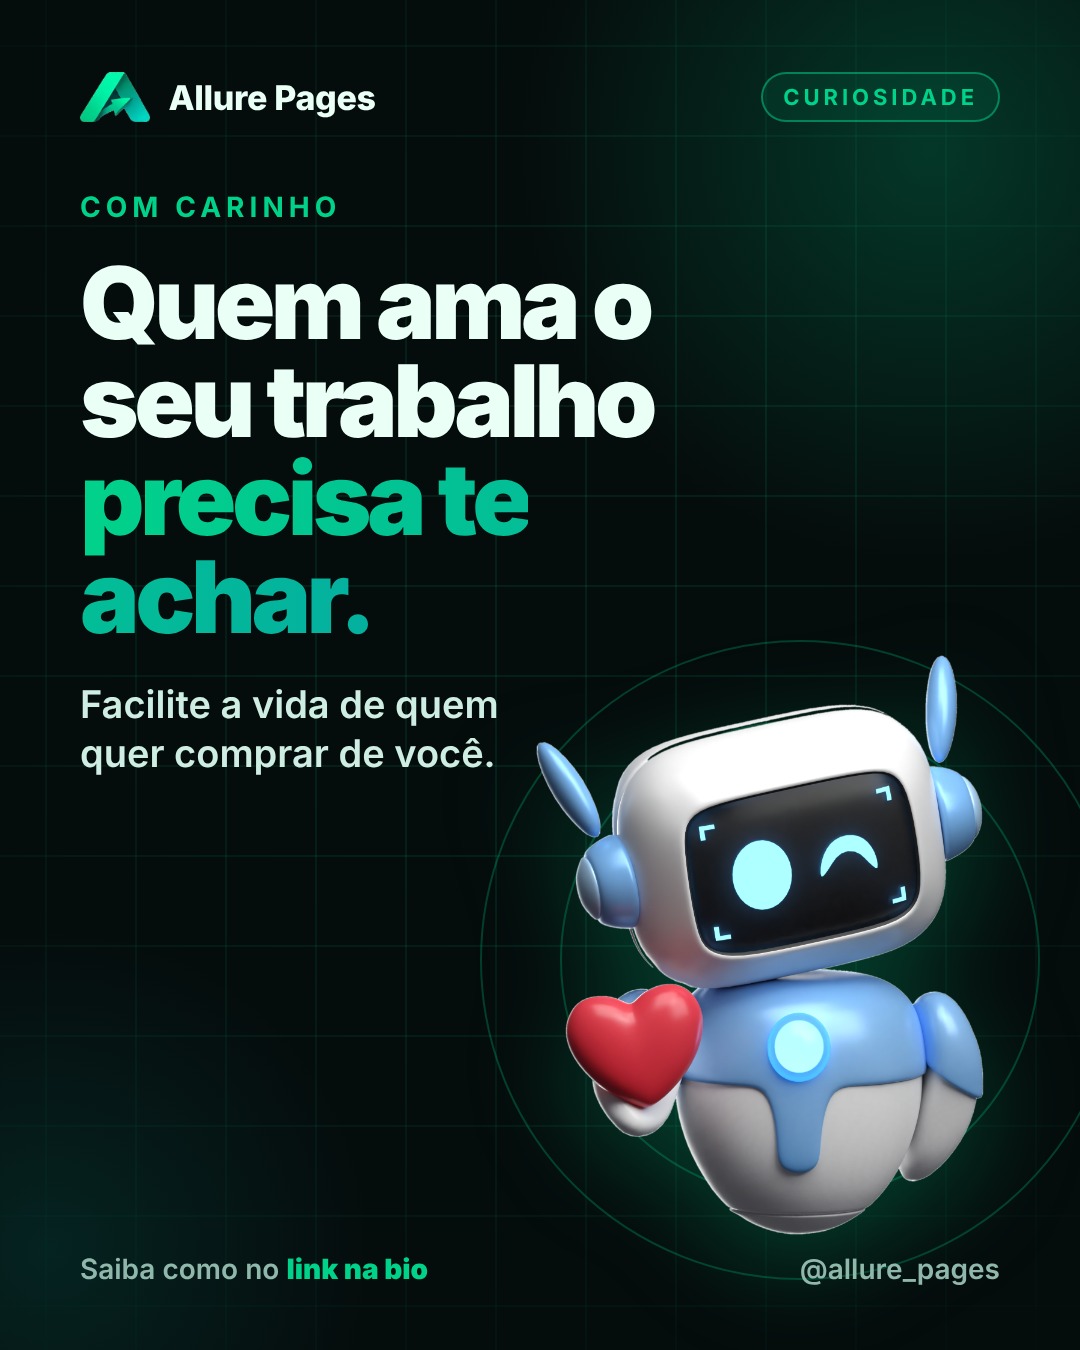 Allure Pages
CURIOSIDADE
COM CARINHO
Quem ama o
seu trabalho
precisa te
achar.
Facilite a vida de quem
quer comprar de você.
Saiba como no link na bio
@allure_pages